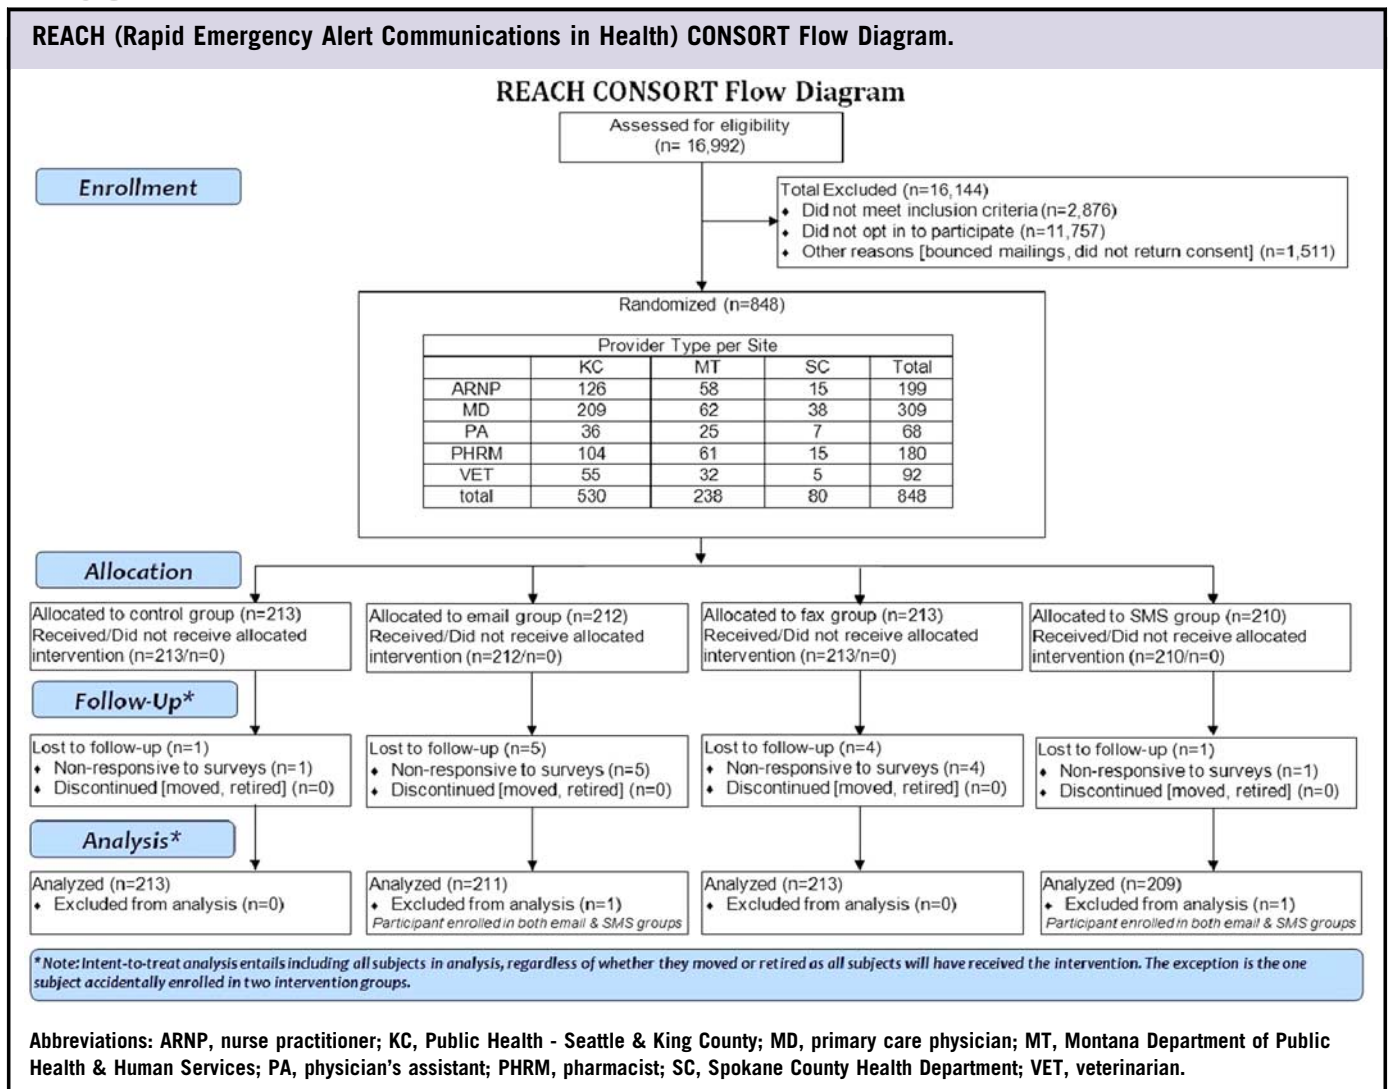 REACH (Rapid Emergency Alert Communications in Health) CONSORT Flow Diagram.
REACH CONSORT Flow Diagram
Assessed for eligibility
(n= 16,992)
Enrollment
Total Excluded (n=16,144)
♦ Did not meet inclusion criteria (n=2,876)
♦ Did not opt in to participate (n=11,757)
♦ Other reasons [bounced mailings, did not return consent] (n=1,511)
Randomized (n=848)
Provider Type per Site
KC MT SC Total
ARNP 126 58 15 199
MD 209 62 38 309
PA 36 25 7 68
PHRM 104 61 15 180
VET 55 32 5 92
total 530 238 80 848
Allocation
Allocated to control group (n=213)
Received/Did not receive allocated
intervention (n=213/n=0)
Allocated to email group (n=212)
Received/Did not receive allocated
intervention (n=212/n=0)
Allocated to fax group (n=213)
Received/Did not receive allocated
intervention (n=213/n=0)
Allocated to SMS group (n=210)
Received/Did not receive allocated
intervention (n=210/n=0)
Follow-Up*
Lost to follow-up (n=1)
♦ Non-responsive to surveys (n=1)
♦ Discontinued [moved, retired] (n=0)
Lost to follow-up (n=5)
♦ Non-responsive to surveys (n=5)
♦ Discontinued [moved, retired] (n=0)
Lost to follow-up (n=4)
♦ Non-responsive to surveys (n=4)
♦ Discontinued [moved, retired] (n=0)
Lost to follow-up (n=1)
♦ Non-responsive to surveys (n=1)
♦ Discontinued [moved, retired] (n=0)
Analysis*
Analyzed (n=213)
♦ Excluded from analysis (n=0)
Analyzed (n=211)
♦ Excluded from analysis (n=1)
Participant enrolled in both email & SMS groups
Analyzed (n=213)
♦ Excluded from analysis (n=0)
Analyzed (n=209)
♦ Excluded from analysis (n=1)
Participant enrolled in both email & SMS groups
*Note: Intent-to-treat analysis entails including all subjects in analysis, regardless of whether they moved or retired as all subjects will have received the intervention. The exception is the one
subject accidentally enrolled in two intervention groups.
Abbreviations: ARNP, nurse practitioner; KC, Public Health - Seattle & King County; MD, primary care physician; MT, Montana Department of Public
Health & Human Services; PA, physician's assistant; PHRM, pharmacist; SC, Spokane County Health Department; VET, veterinarian.